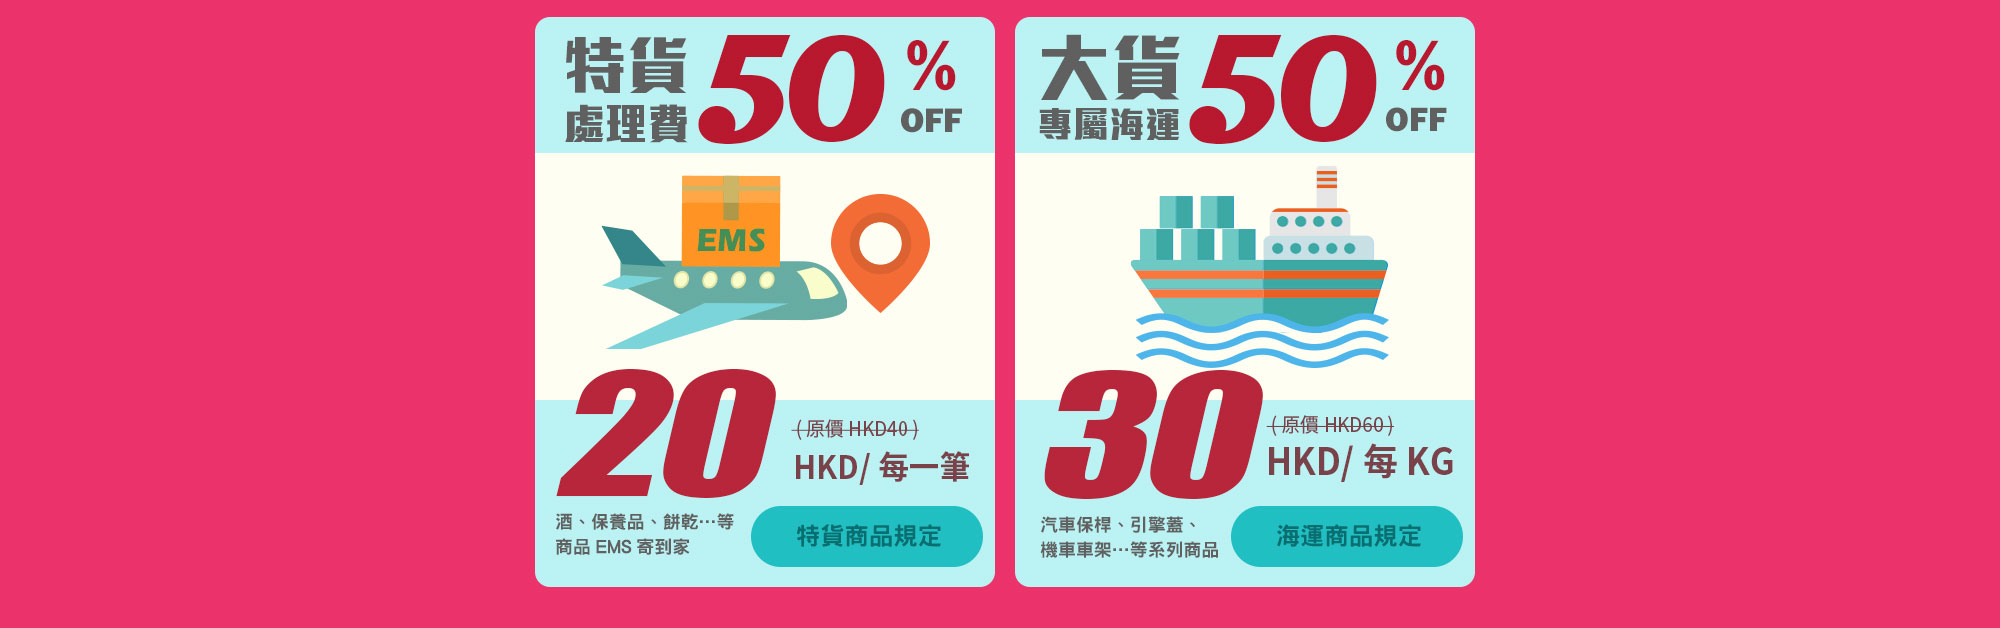 特貨 50 %
處理費 OFF
EMS
20
( 原價 HKD40 )
HKD/ 每一筆
酒、保養品、餅乾…等
商品 EMS 寄到家
特貨商品規定
大貨 50 %
專屬海運 OFF
30
( 原價 HKD60 )
HKD/ 每 KG
汽車保桿、引擎蓋、
機車車架…等系列商品
海運商品規定